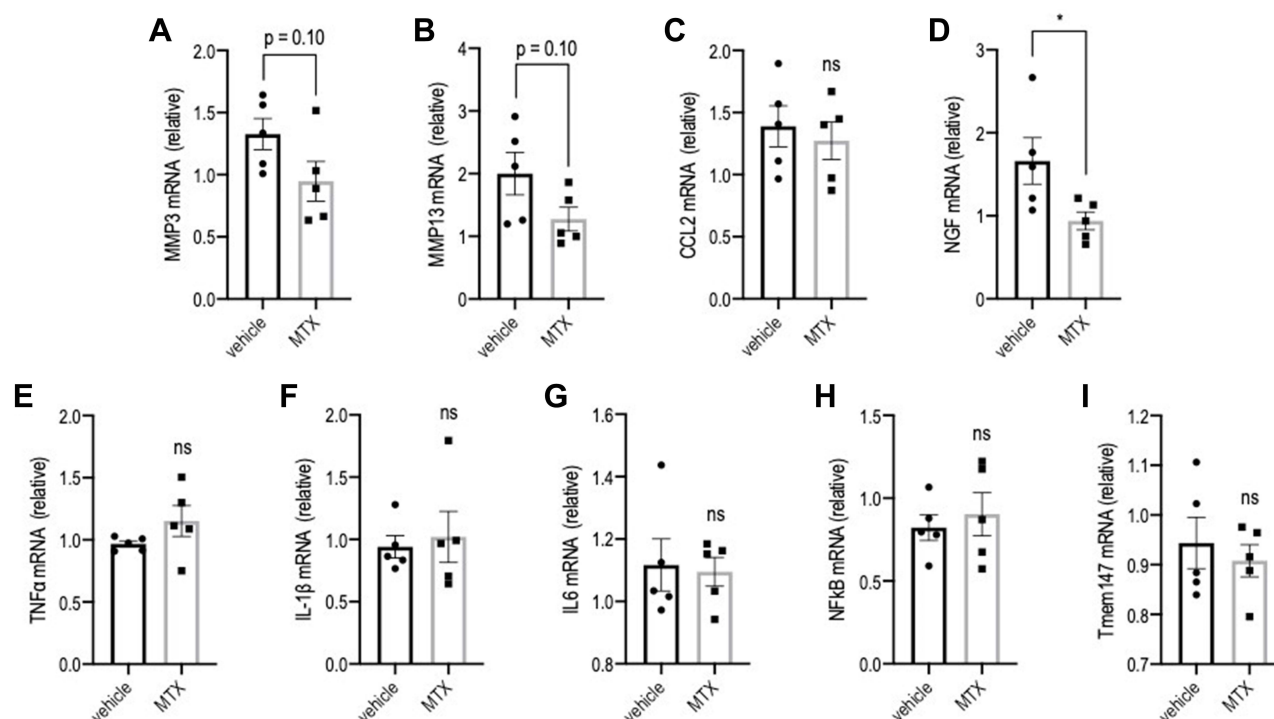 A
MMP3 mRNA (relative)
2.0
1.5
1.0
0.5
0.0
p = 0.10
vehicle
MTX
B
MMP13 mRNA (relative)
4
3
2
1
0
p = 0.10
vehicle
MTX
C
CCL2 mRNA (relative)
2.0
1.5
1.0
0.5
0.0
ns
vehicle
MTX
D
NGF mRNA (relative)
3
2
1
0
*
vehicle
MTX
E
TNFα mRNA (relative)
2.0
1.5
1.0
0.5
0.0
ns
vehicle
MTX
F
IL-1β mRNA (relative)
2.0
1.5
1.0
0.5
0.0
ns
vehicle
MTX
G
IL6 mRNA (relative)
1.6
1.4
1.2
1.0
0.8
ns
vehicle
MTX
H
NFkB mRNA (relative)
1.5
1.0
0.5
0.0
ns
vehicle
MTX
I
Tmem147 mRNA (relative)
1.2
1.1
1.0
0.9
0.8
0.7
ns
vehicle
MTX